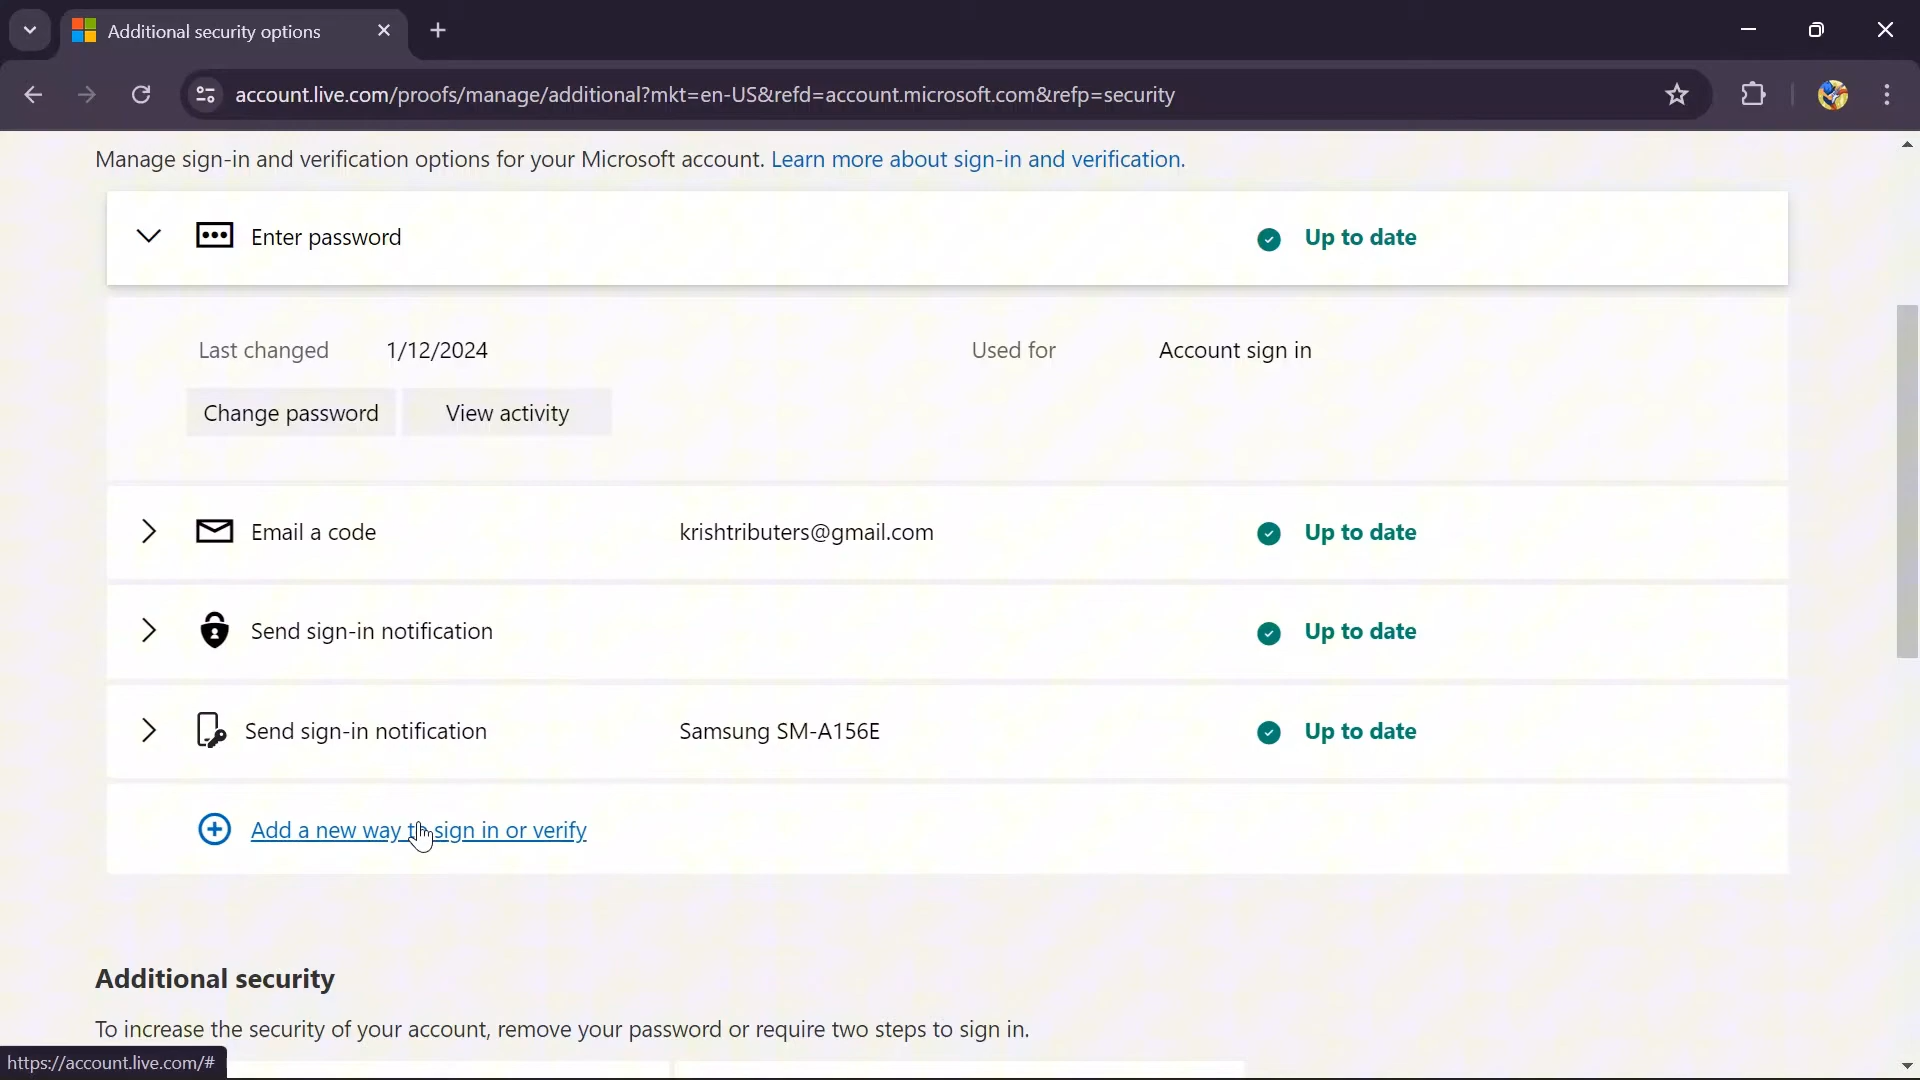 Additional security options
account.live.com/proofs/manage/additional?mkt=en-US&refd=account.microsoft.com&refp=security
Manage sign-in and verification options for your Microsoft account. Learn more about sign-in and verification.
Enter password Up to date
Last changed 1/12/2024 Used for Account sign in
Change password View activity
Email a code krishtributers@gmail.com Up to date
Send sign-in notification Up to date
Send sign-in notification Samsung SM-A156E Up to date
Add a new way to sign in or verify
Additional security
To increase the security of your account, remove your password or require two steps to sign in.
https://account.live.com/#